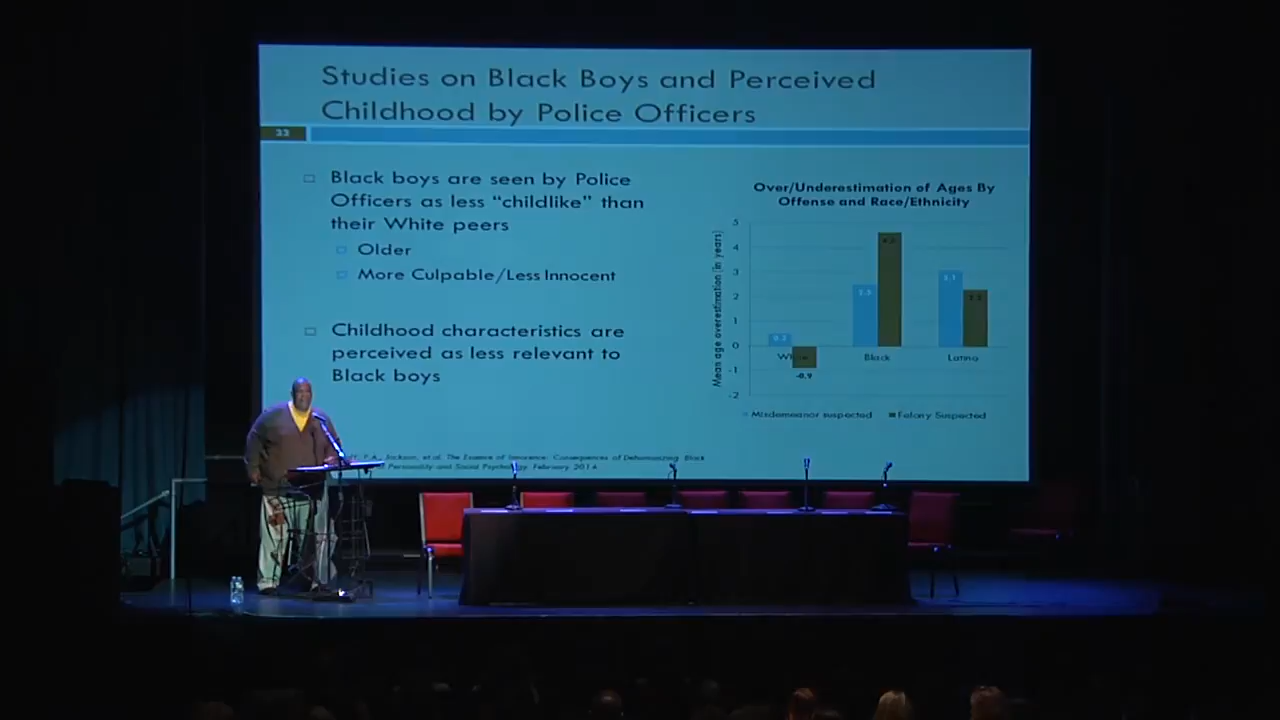 Studies on Black Boys and Perceived
Childhood by Police Officers
33
Black boys are seen by Police
Officers as less “childlike” than
their White peers
Older
More Culpable/Less Innocent
Childhood characteristics are
perceived as less relevant to
Black boys
Over/Underestimation of Ages By
Offense and Race/Ethnicity
Mean age overestimation (in years)
5
4
3
2
1
0
-1
-2
-0.9
Black
Latino
Misdemeanor suspected
Felony Suspected
P.A., Jackson, et.al. The Essence of Innocence: Consequences of Dehumanizing Black
Personality and Social Psychology. February, 2014